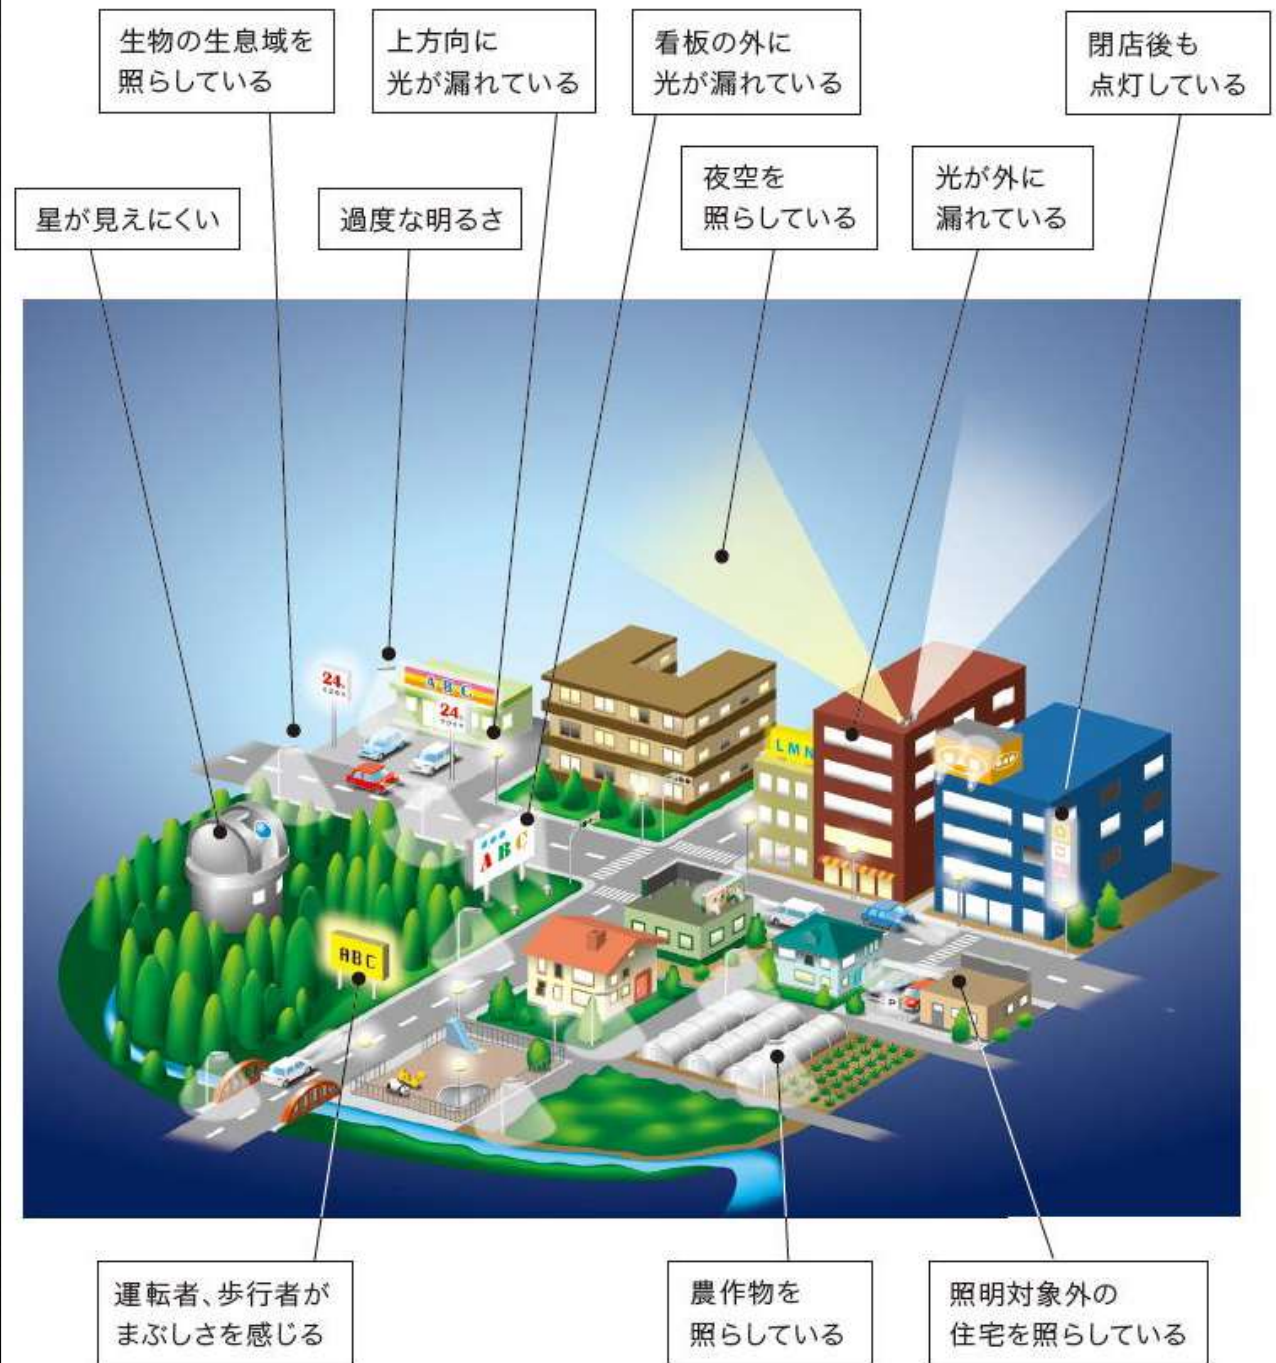 生物の生息域を
照らしている
上方向に
光が漏れている
看板の外に
光が漏れている
閉店後も
点灯している
星が見えにくい
過度な明るさ
夜空を
照らしている
光が外に
漏れている
24h
ABC
24h
LMN
ABC
ABC
P
運転者、歩行者が
まぶしさを感じる
農作物を
照らしている
照明対象外の
住宅を照らしている